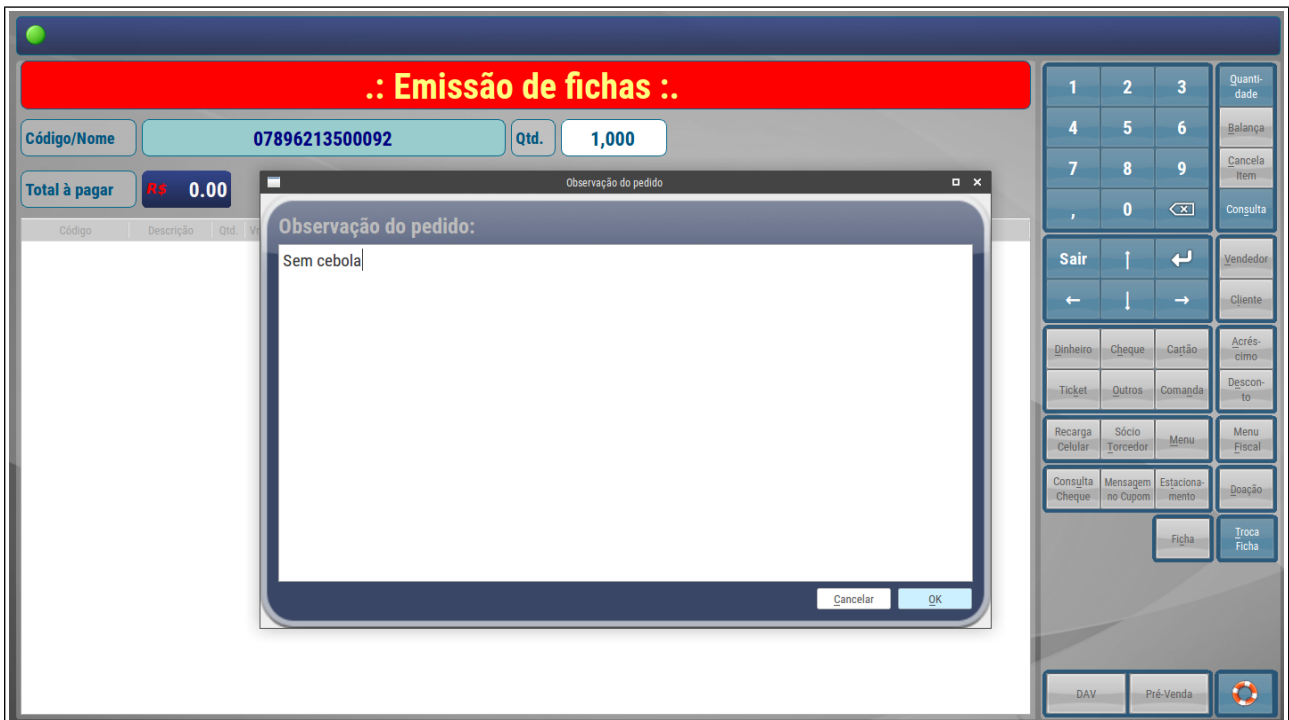 .: Emissão de fichas :.
Código/Nome 07896213500092 Qtd. 1,000
Total à pagar R$ 0.00
Código Descrição Qtd.
Observação do pedido
Observação do pedido:
Sem cebola
Cancelar OK
1 2 3 Quanti-
dade
4 5 6 Balança
7 8 9 Cancela
Item
, 0 Consulta
Sair ↑ ↵ Vendedor
← ↓ → Cliente
Dinheiro Cheque Cartão Acrés-
cimo
Ticket Outros Comanda Descon-
to
Recarga
Celular
Sócio
Torcedor
Menu
Menu
Fiscal
Consulta
Cheque
Mensagem
no Cupom
Estaciona-
mento
Doação
Ficha
Troca
Ficha
DAV Pré-Venda